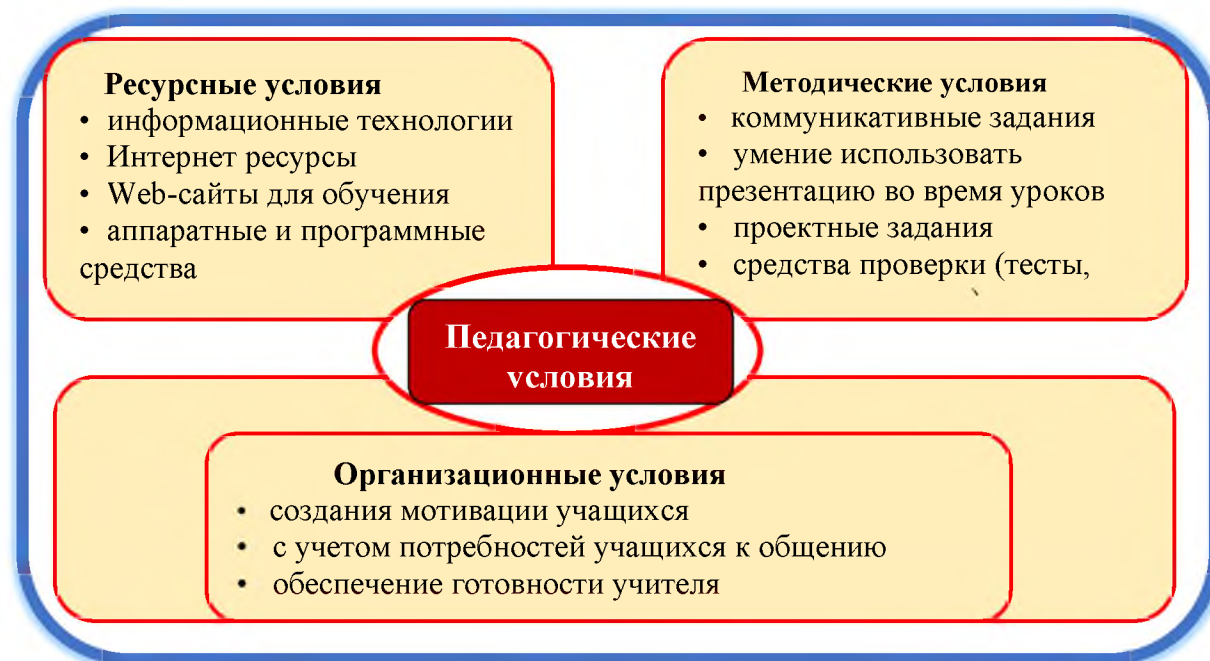 Ресурсные условия
• информационные технологии
• Интернет ресурсы
• Web-сайты для обучения
• аппаратные и программные
средства
Методические условия
• коммуникативные задания
• умение использовать
презентацию во время уроков
• проектные задания
• средства проверки (тесты,
Педагогические
условия
Организационные условия
• создания мотивации учащихся
• с учетом потребностей учащихся к общению
• обеспечение готовности учителя